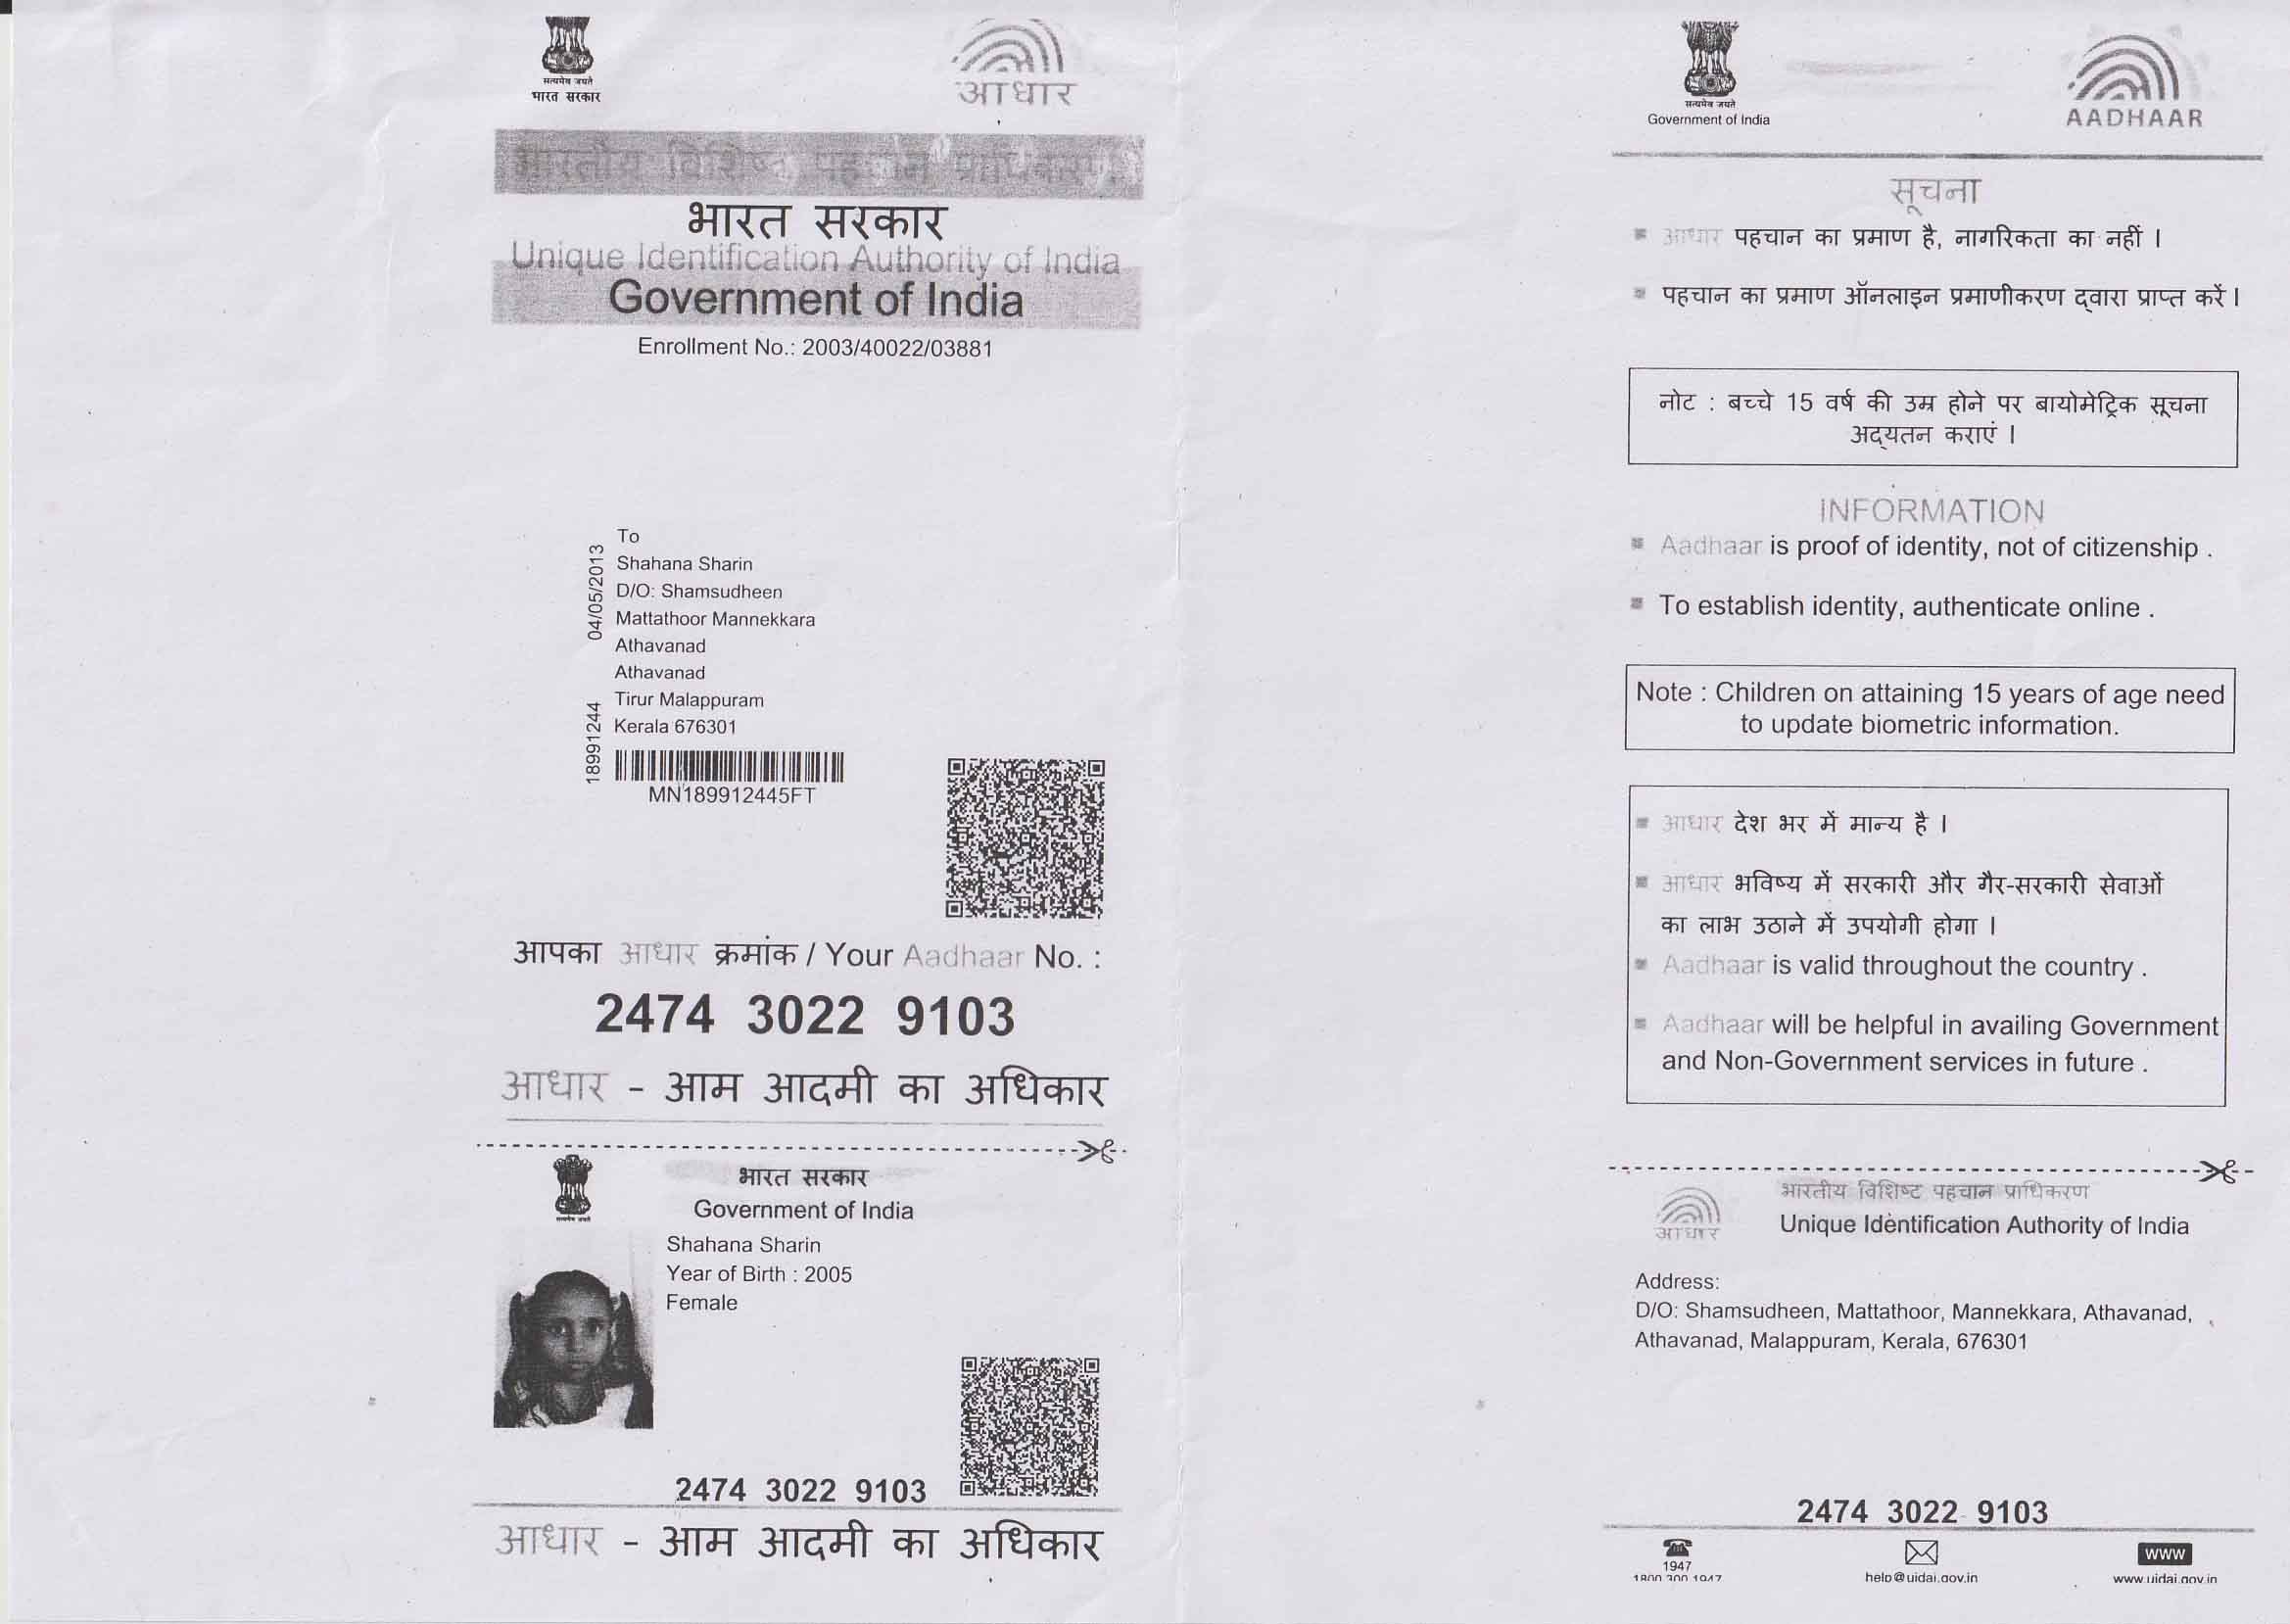 सत्यमेव जयते
भारत सरकार
आधार
भारतीय विशिष्ट पहचान प्राधिकरण
भारत सरकार
Unique Identification Authority of India
Government of India
Enrollment No.: 2003/40022/03881
04/05/2013
18991244
To
Shahana Sharin
D/O: Shamsudheen
Mattathoor Mannekkara
Athavanad
Athavanad
Tirur Malappuram
Kerala 676301
MN189912445FT
आपका आधार क्रमांक / Your Aadhaar No. :
2474 3022 9103
आधार - आम आदमी का अधिकार
सत्यमेव जयते
भारत सरकार
Government of India
Shahana Sharin
Year of Birth : 2005
Female
2474 3022 9103
आधार - आम आदमी का अधिकार
सत्यमेव जयते
Government of India
AADHAAR
सूचना
आधार पहचान का प्रमाण है, नागरिकता का नहीं ।
पहचान का प्रमाण ऑनलाइन प्रमाणीकरण द्वारा प्राप्त करें ।
नोट : बच्चे 15 वर्ष की उम्र होने पर बायोमेट्रिक सूचना
अद्यतन कराएं ।
INFORMATION
Aadhaar is proof of identity, not of citizenship .
To establish identity, authenticate online .
Note : Children on attaining 15 years of age need
to update biometric information.
आधार देश भर में मान्य है ।
आधार भविष्य में सरकारी और गैर-सरकारी सेवाओं
का लाभ उठाने में उपयोगी होगा ।
Aadhaar is valid throughout the country .
Aadhaar will be helpful in availing Government
and Non-Government services in future .
भारतीय विशिष्ट पहचान प्राधिकरण
आधार
Unique Identification Authority of India
Address:
D/O: Shamsudheen, Mattathoor, Mannekkara, Athavanad,
Athavanad, Malappuram, Kerala, 676301
2474 3022 9103
1947
1800 300 1947
help@uidai.gov.in
www
www.uidai.gov.in